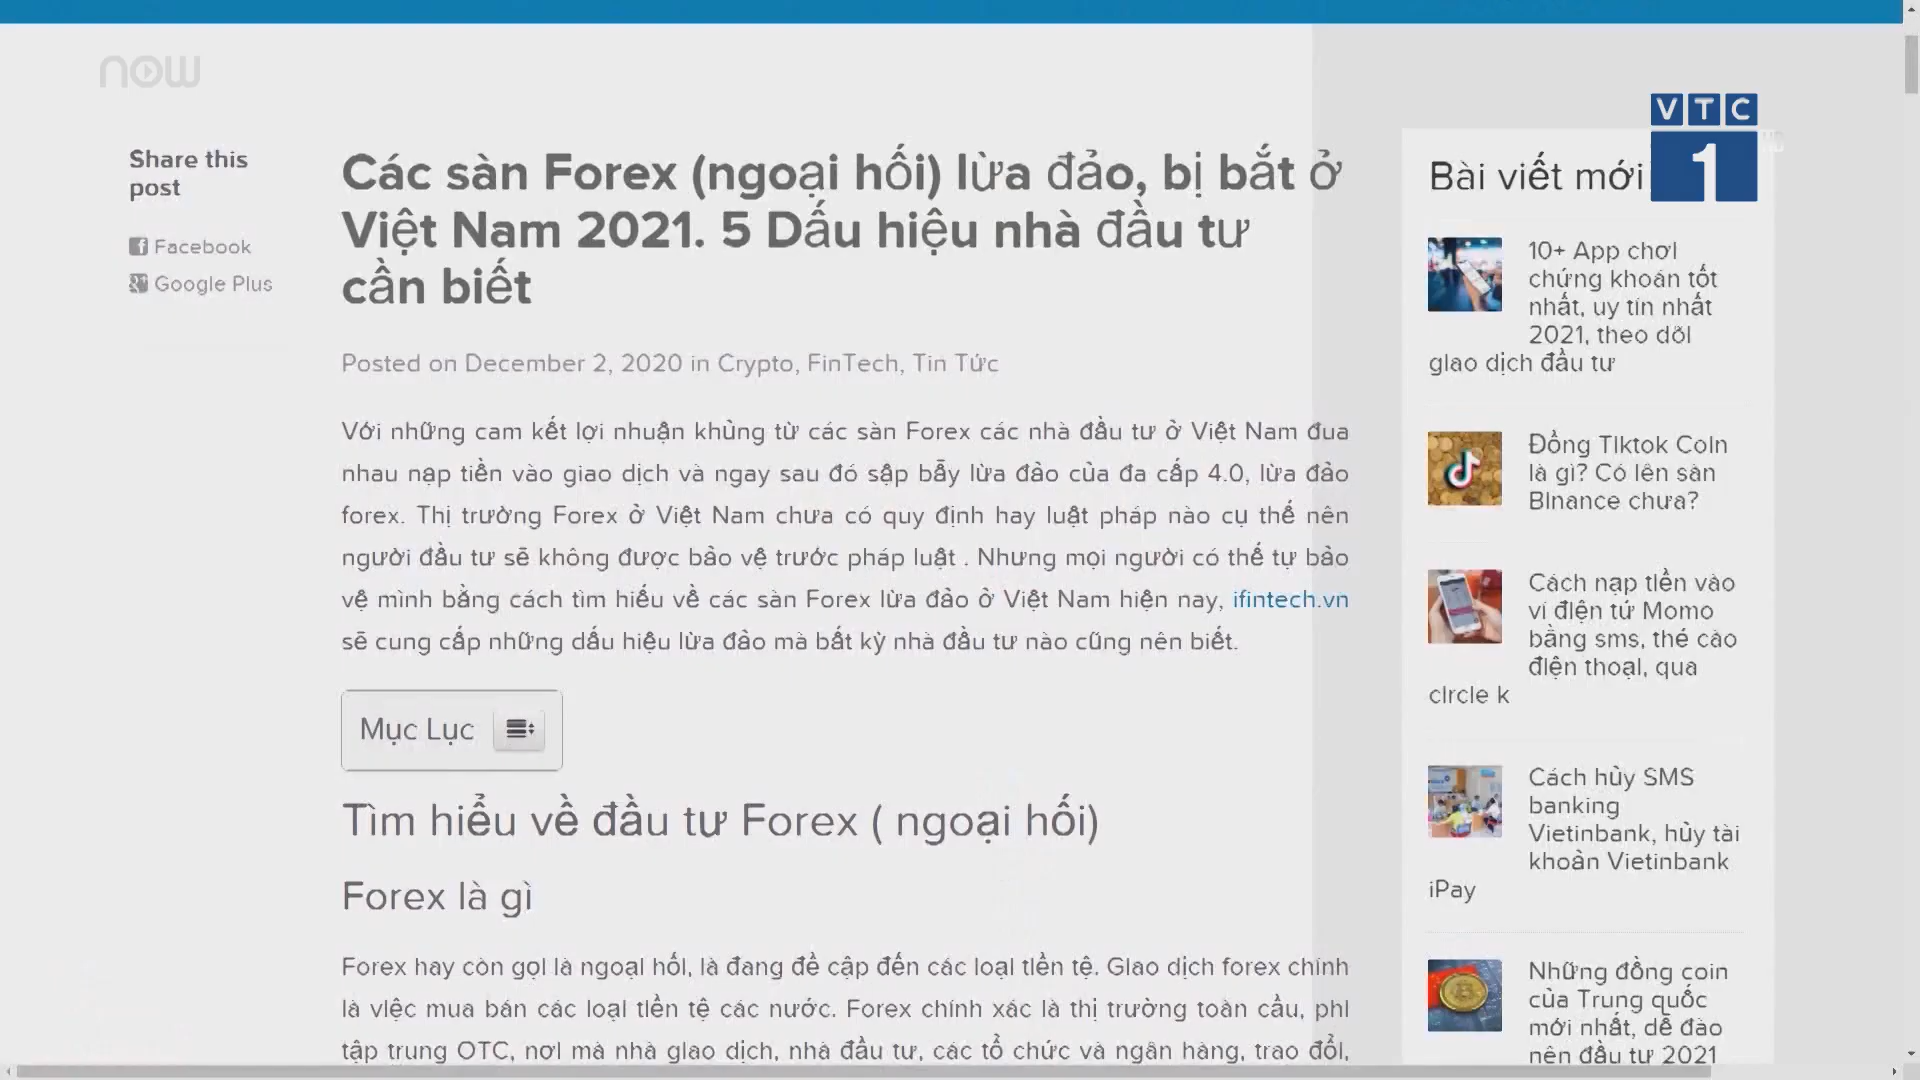 now
VTC
1
HD
Share this
post
Facebook
Google Plus
Các sàn Forex (ngoại hối) lừa đảo, bị bắt ở
Việt Nam 2021. 5 Dấu hiệu nhà đầu tư
cần biết
Posted on December 2, 2020 in Crypto, FinTech, Tin Tức
Với những cam kết lợi nhuận khủng từ các sàn Forex các nhà đầu tư ở Việt Nam đua
nhau nạp tiền vào giao dịch và ngay sau đó sập bẫy lừa đảo của đa cấp 4.0, lừa đảo
forex. Thị trường Forex ở Việt Nam chưa có quy định hay luật pháp nào cụ thể nên
người đầu tư sẽ không được bảo vệ trước pháp luật . Nhưng mọi người có thể tự bảo
vệ mình bằng cách tìm hiểu về các sàn Forex lừa đảo ở Việt Nam hiện nay, ifintech.vn
sẽ cung cấp những dấu hiệu lừa đảo mà bất kỳ nhà đầu tư nào cũng nên biết.
Mục Lục
Tìm hiểu về đầu tư Forex ( ngoại hối)
Forex là gì
Forex hay còn gọi là ngoại hối, là đang đề cập đến các loại tiền tệ. Giao dịch forex chính
là việc mua bán các loại tiền tệ các nước. Forex chính xác là thị trường toàn cầu, phi
tập trung OTC, nơi mà nhà giao dịch, nhà đầu tư, các tổ chức và ngân hàng, trao đổi,
Bài viết mới
10+ App chơi
chứng khoán tốt
nhất, uy tín nhất
2021, theo dõi
giao dịch đầu tư
Đồng Tiktok Coin
là gì? Có lên sàn
Binance chưa?
Cách nạp tiền vào
ví điện tử Momo
bằng sms, thẻ cào
điện thoại, qua
circle k
Cách hủy SMS
banking
Vietinbank, hủy tài
khoản Vietinbank
iPay
Những đồng coin
của Trung quốc
mới nhất, dễ đào
nên đầu tư 2021